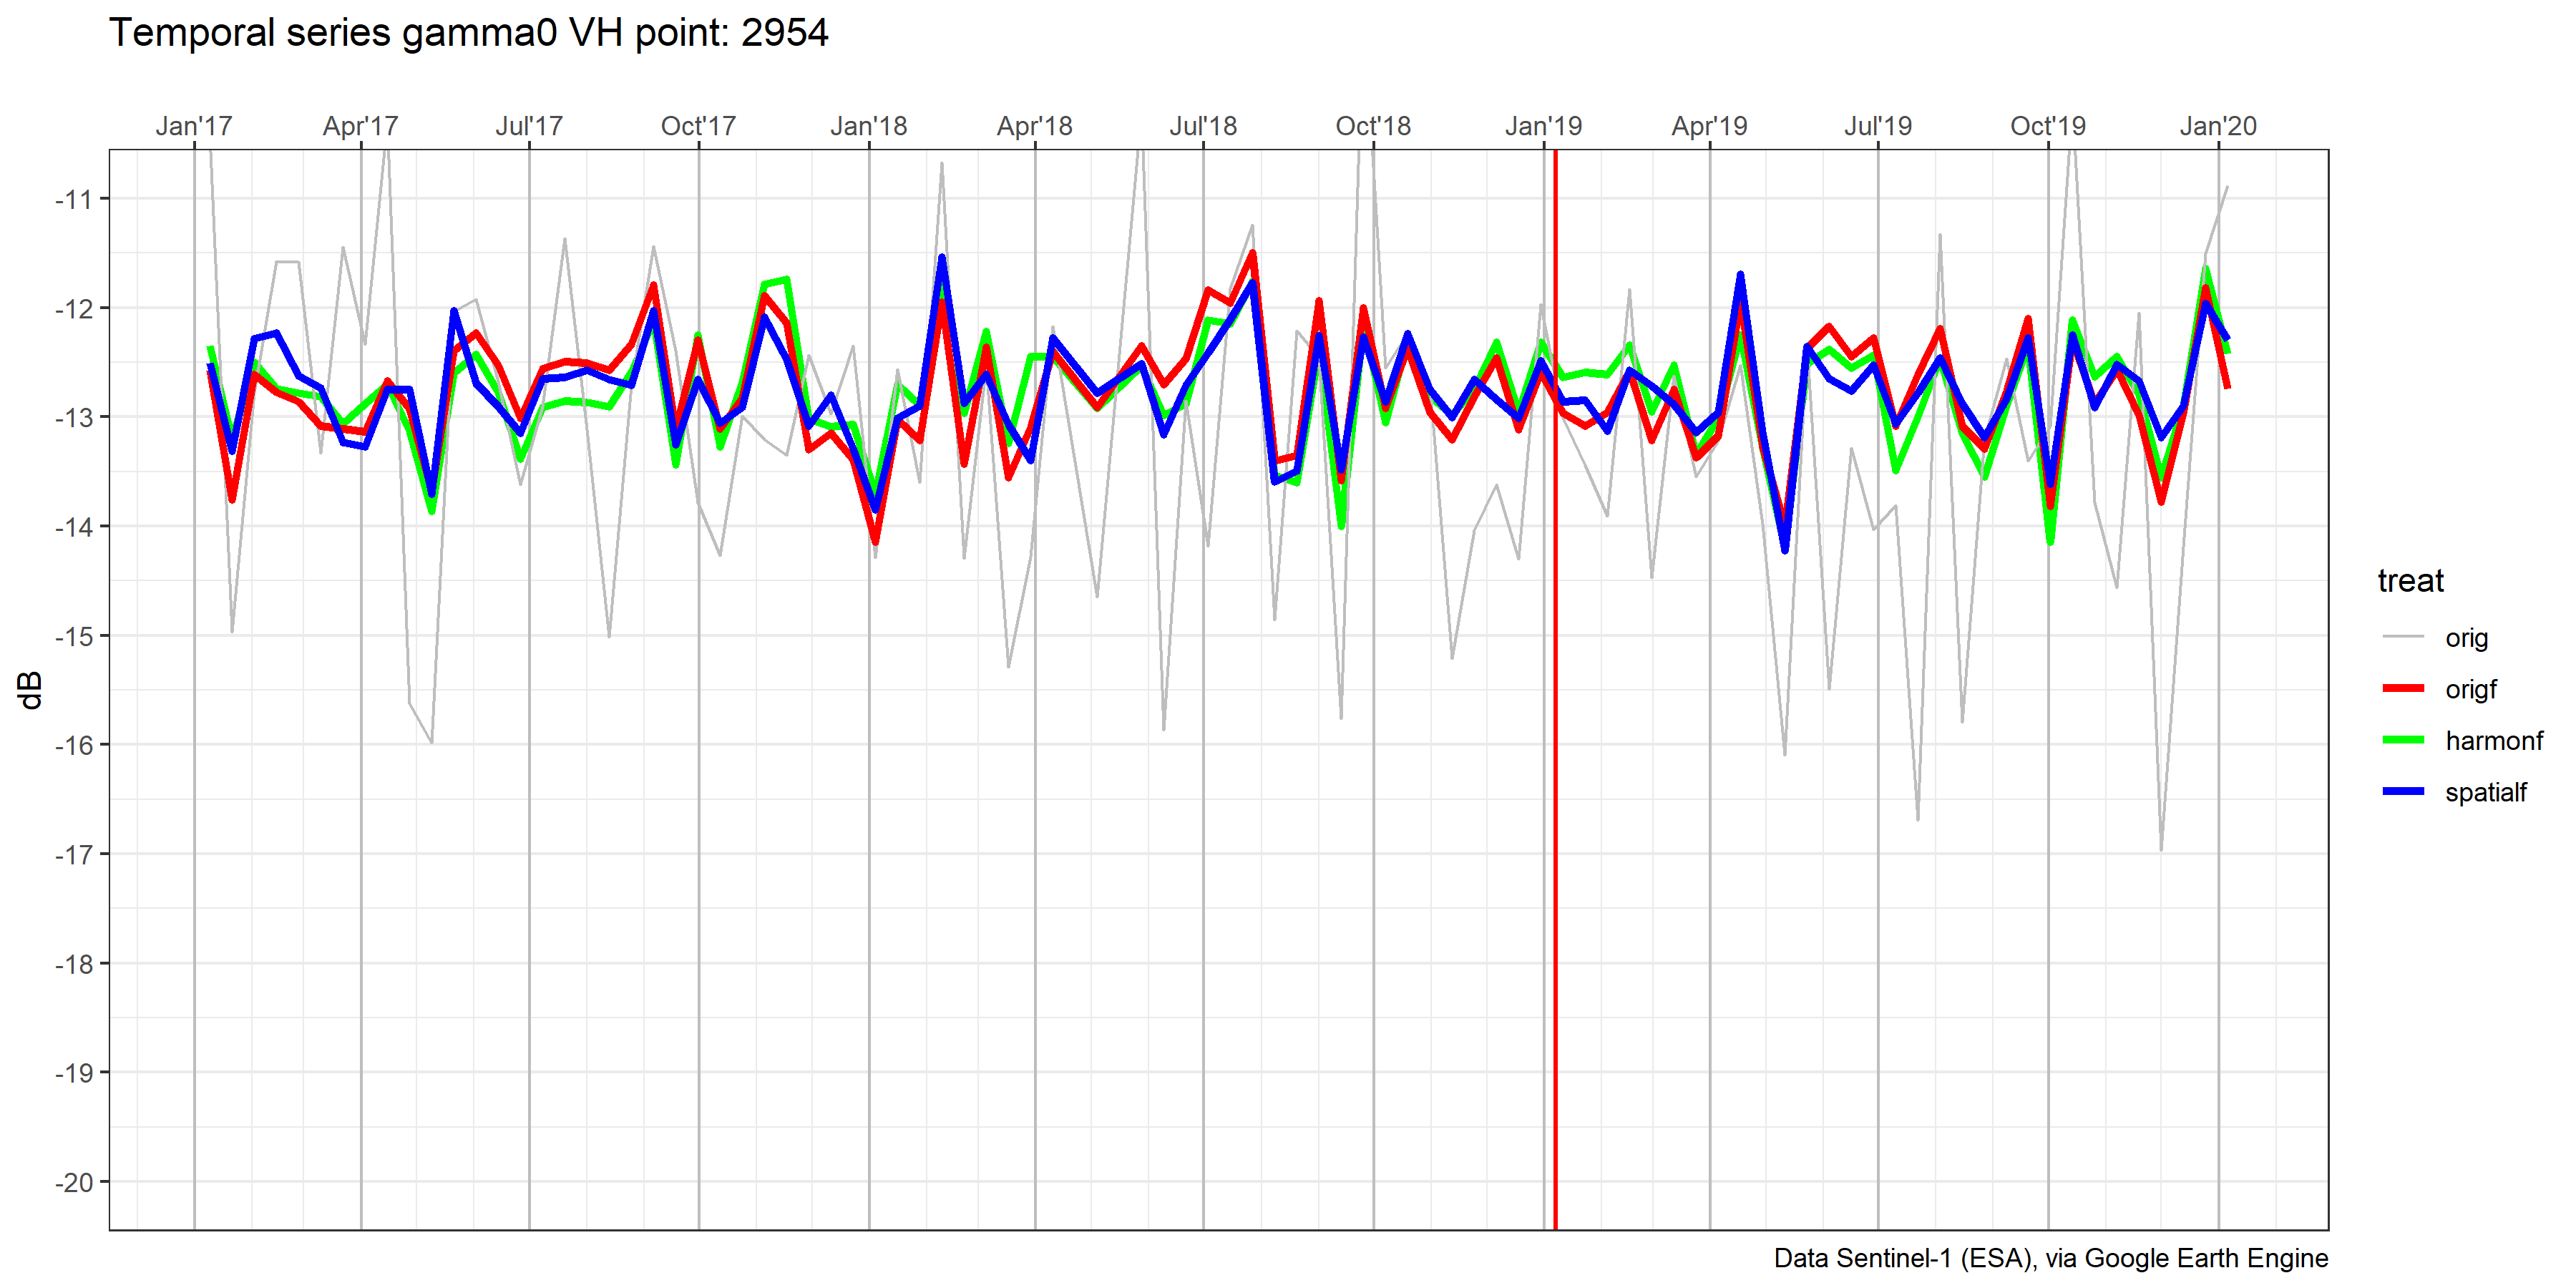 Temporal series gamma0 VH point: 2954
Jan'17 Apr'17 Jul'17 Oct'17 Jan'18 Apr'18 Jul'18 Oct'18 Jan'19 Apr'19 Jul'19 Oct'19 Jan'20
-11
-12
-13
-14
-15
-16
-17
-18
-19
-20
dB
treat
orig
origf
harmonf
spatialf
Data Sentinel-1 (ESA), via Google Earth Engine